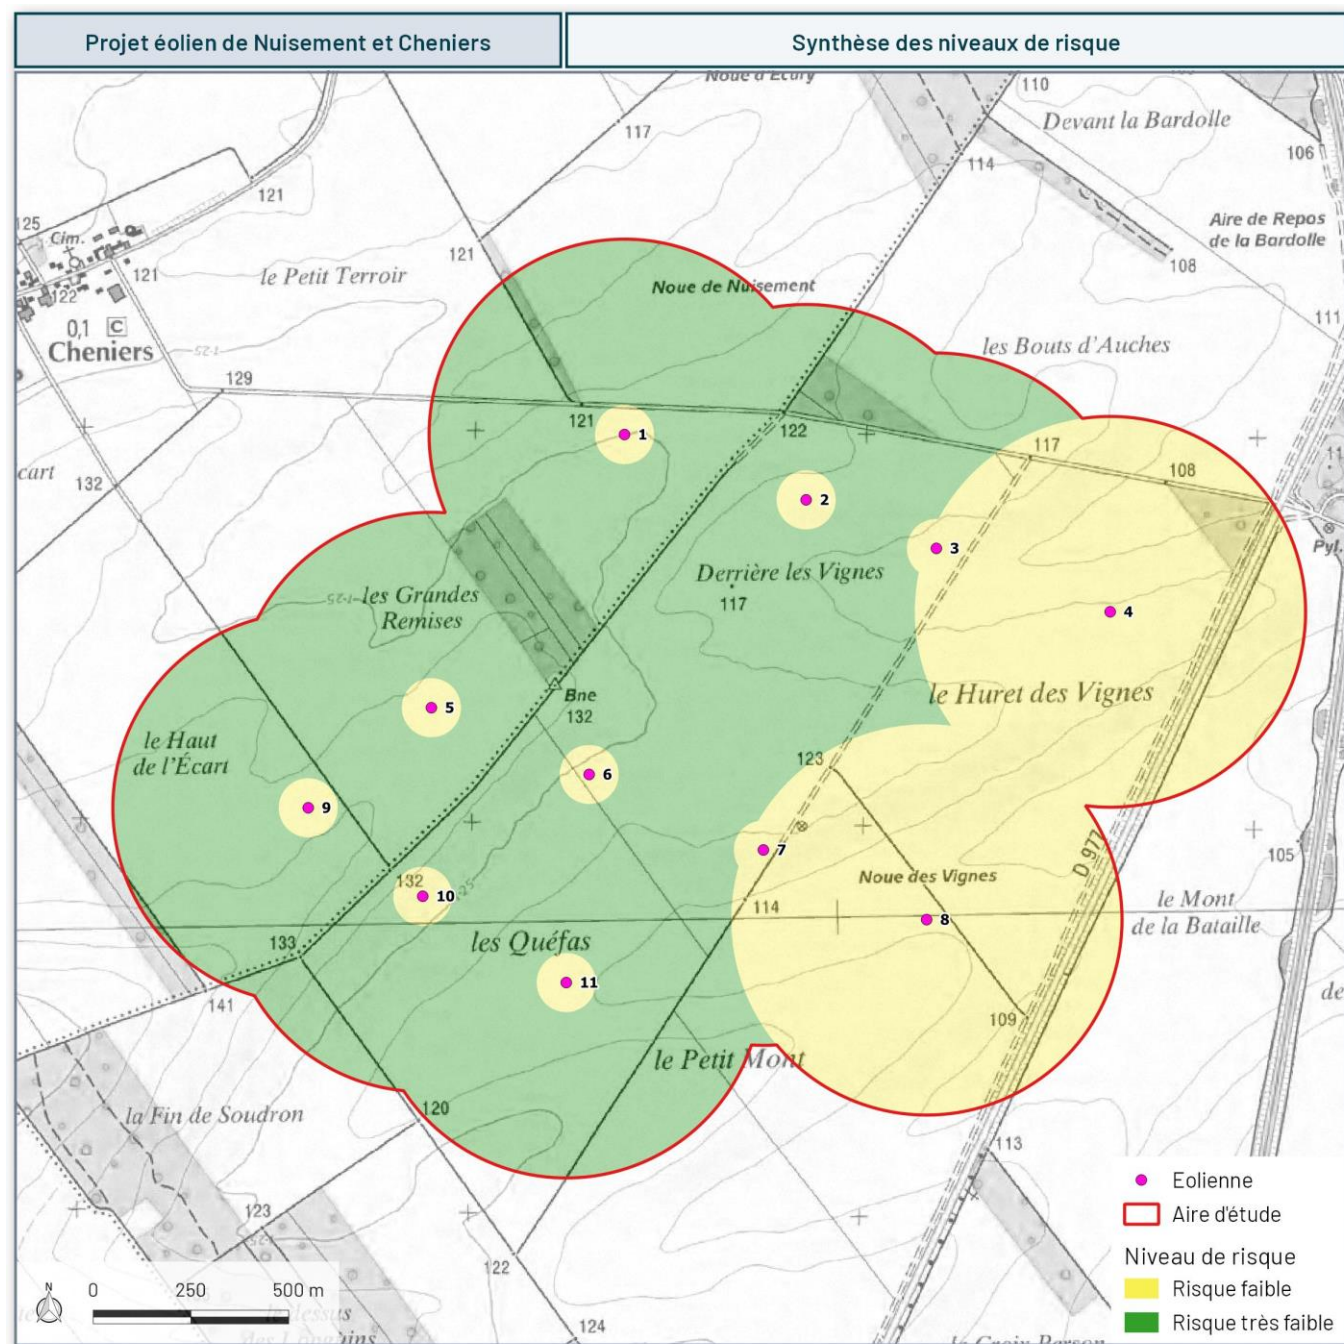 Projet éolien de Nuisement et Cheniers
Synthèse des niveaux de risque
Noue d'Ecury
110
117
Devant la Bardolle
114
106
121
125
Cim.
Aire de Repos
de la Bardolle
121
121
108
le Petit Terroir
122
Noue de Nuisement
0,1 C
Cheniers
111
les Bouts d'Auches
129
121
122
1
117
108
132
2
3
Pyl.
Derrière les Vignes
117
les Grandes
Remises
4
le Huret des Vignes
5
Bne
132
le Haut
de l'Écart
123
6
9
7
105
D 977
132
10
Noue des Vignes
114
8
le Mont
de la Bataille
133
les Quéfas
11
141
109
le Petit Mont
120
la Fin de Soudron
113
123
122
124
Eolienne
Aire d'étude
Niveau de risque
Risque faible
Risque très faible
N
0 250 500 m